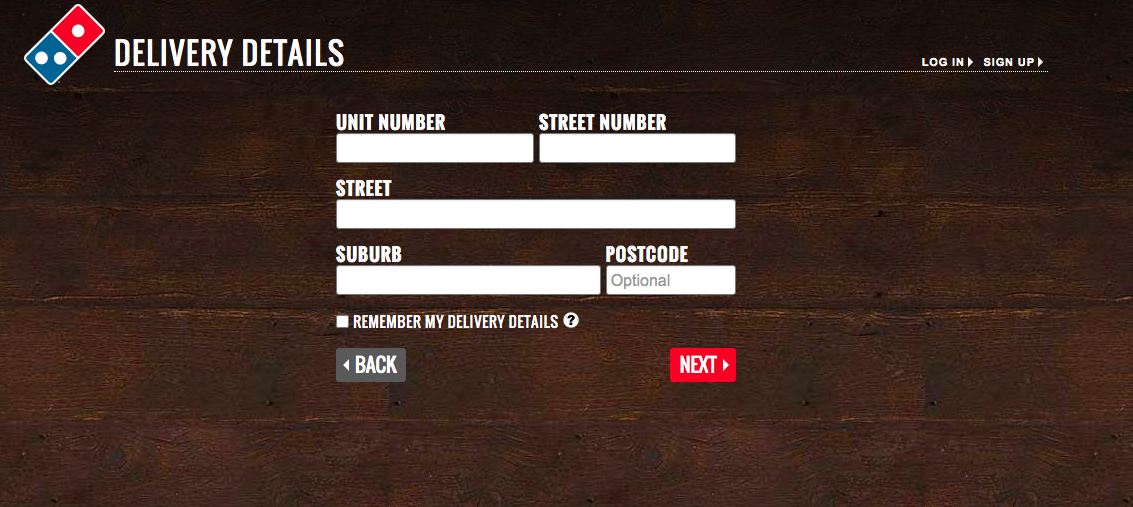 DELIVERY DETAILS
LOG IN SIGN UP
UNIT NUMBER STREET NUMBER
STREET
SUBURB POSTCODE
Optional
REMEMBER MY DELIVERY DETAILS ?
BACK NEXT